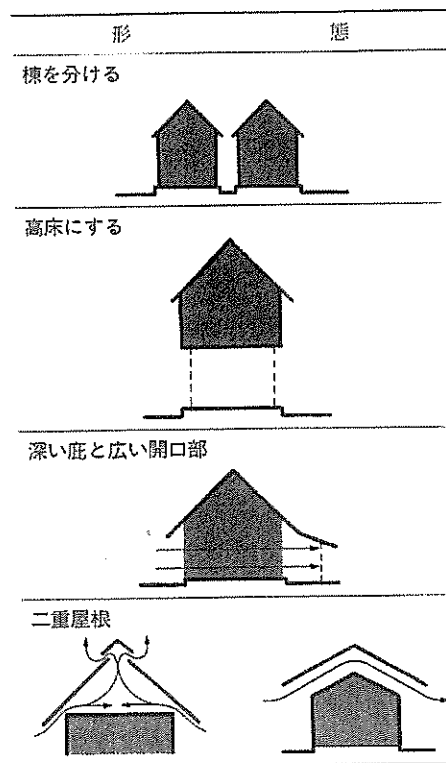 形 態
棟を分ける
高床にする
深い庇と広い開口部
二重屋根